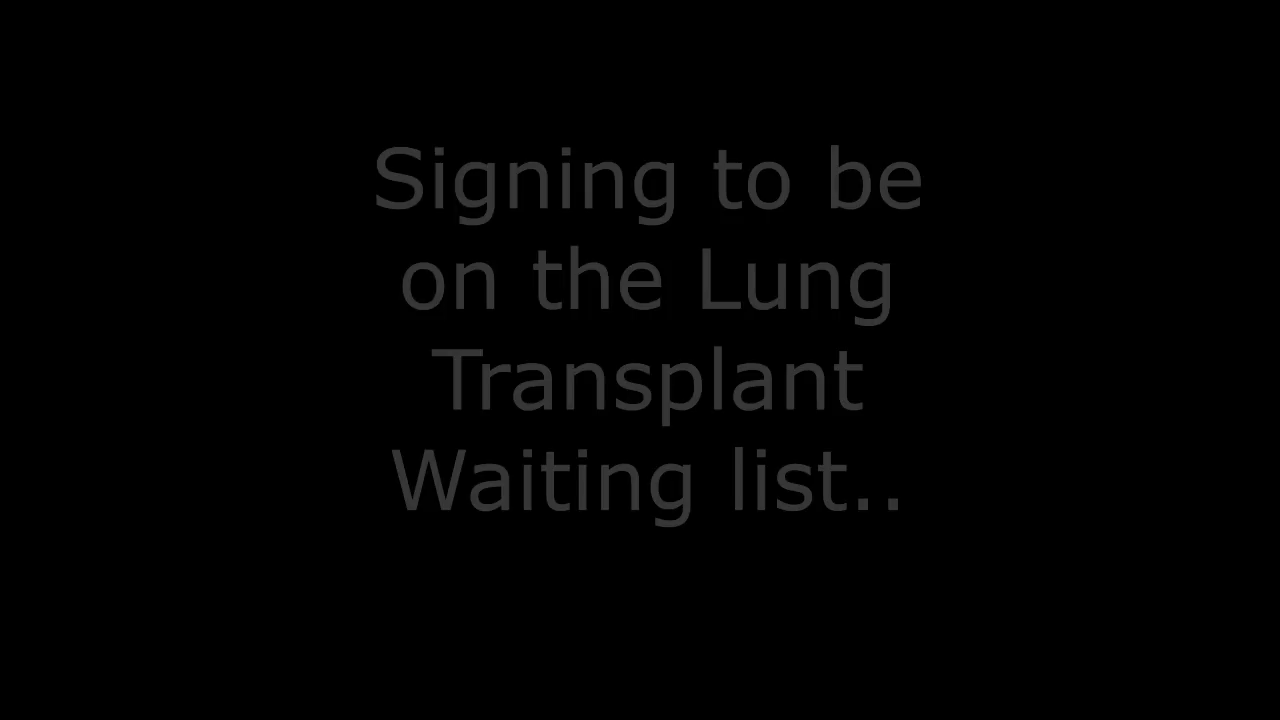 Signing to be
on the Lung
Transplant
Waiting list..